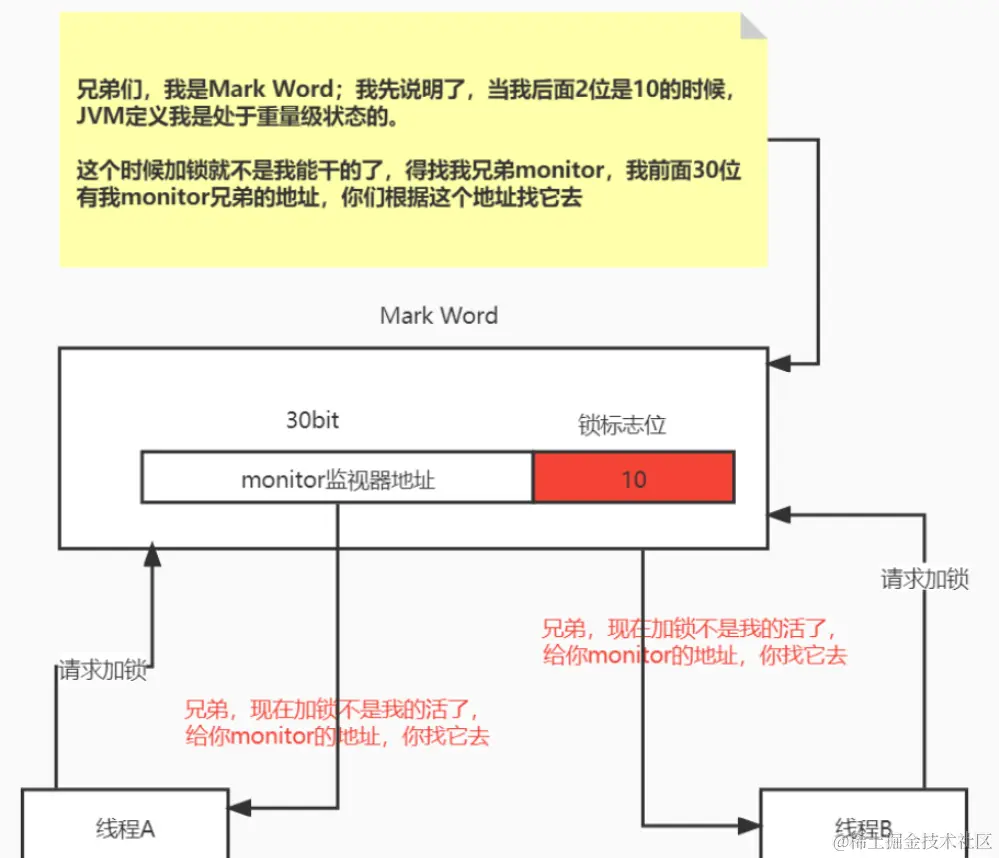 兄弟们，我是Mark Word；我先说明了，当我后面2位是10的时候，
JVM定义我是处于重量级状态的。
这个时候加锁就不是我能干的了，得找我兄弟monitor，我前面30位
有我monitor兄弟的地址，你们根据这个地址找它去
Mark Word
30bit
锁标志位
monitor监视器地址
10
请求加锁
兄弟，现在加锁不是我的活了，
给你monitor的地址，你找它去
请求加锁
兄弟，现在加锁不是我的活了，
给你monitor的地址，你找它去
线程A
线程B
@稀土掘金技术社区